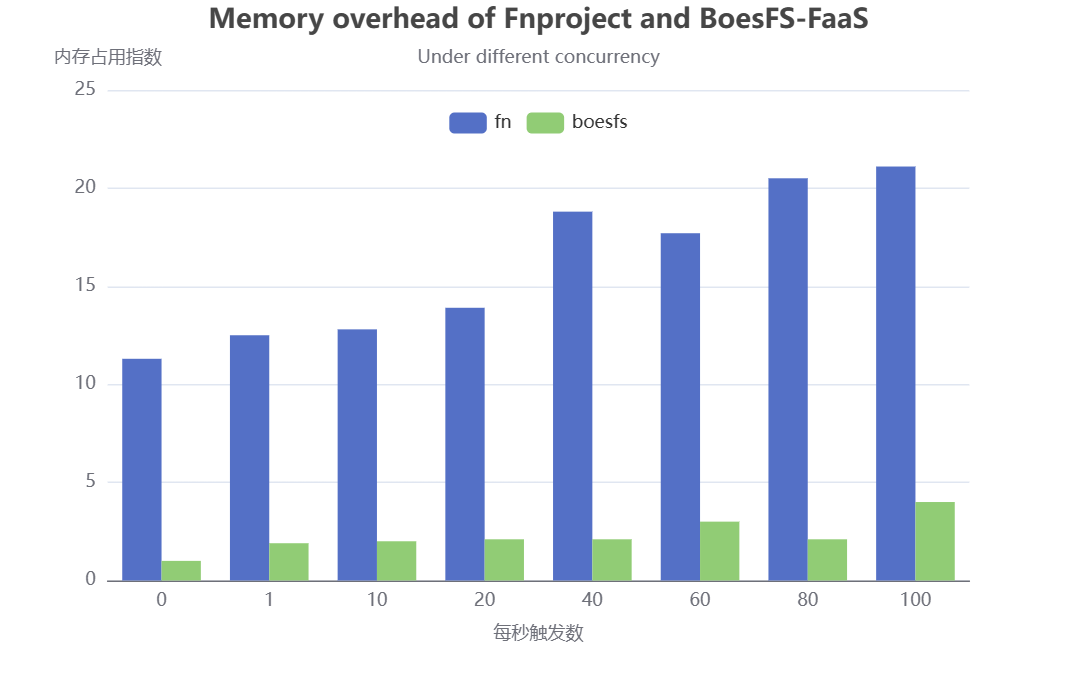 Memory overhead of Fnproject and BoesFS-FaaS
内存占用指数
Under different concurrency
25
fn
boesfs
20
15
10
5
0
0 1 10 20 40 60 80 100
每秒触发数